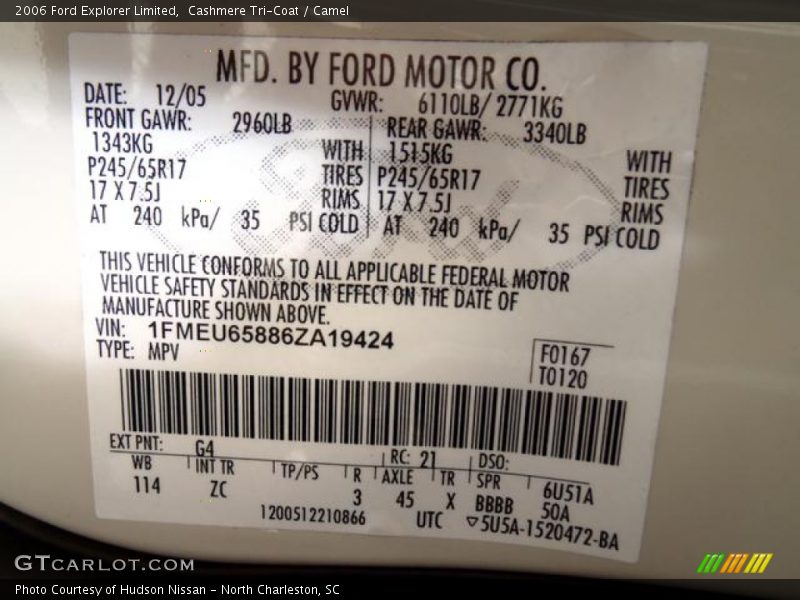 2006 Ford Explorer Limited,  Cashmere Tri-Coat / Camel
MFD. BY FORD MOTOR CO.
DATE: 12/05 GVWR: 6110LB/ 2771KG
FRONT GAWR: 2960LB REAR GAWR: 3340LB
1343KG WITH 1515KG WITH
P245/65R17 TIRES P245/65R17 TIRES
17 X 7.5J RIMS 17 X 7.5J RIMS
AT 240 kPa/ 35 PSI COLD AT 240 kPa/ 35 PSI COLD
THIS VEHICLE CONFORMS TO ALL APPLICABLE FEDERAL MOTOR
VEHICLE SAFETY STANDARDS IN EFFECT ON THE DATE OF
MANUFACTURE SHOWN ABOVE.
VIN: 1FMEU65886ZA19424
TYPE: MPV
F0167
T0120
EXT PNT: G4 RC: 21 DSO:
WB INT TR TP/PS R AXLE TR SPR 6U51A
114 ZC 3 45 X BBBB 50A
1200512210866 UTC ▽5U5A-1520472-BA
GTCARLOT.COM
Photo Courtesy of Hudson Nissan - North Charleston, SC